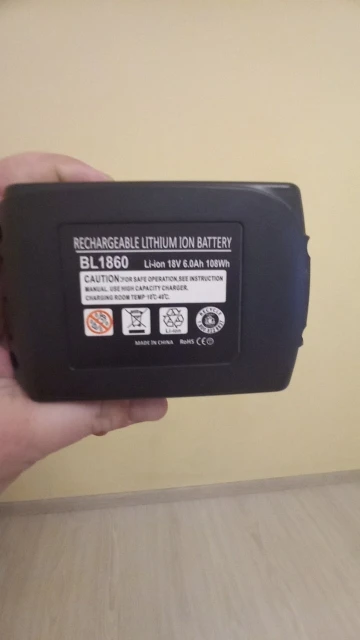 RECHARGEABLE LITHIUM ION BATTERY
BL1860 Li-ion 18V 6.0Ah 108Wh
CAUTION:FOR SAFE OPERATION,SEE INSTRUCTION
MANUAL. USE HIGH CAPACITY CHARGER.
CHARGING ROOM TEMP 10℃-40℃.
Li-ion
MADE IN CHINA RoHS CE